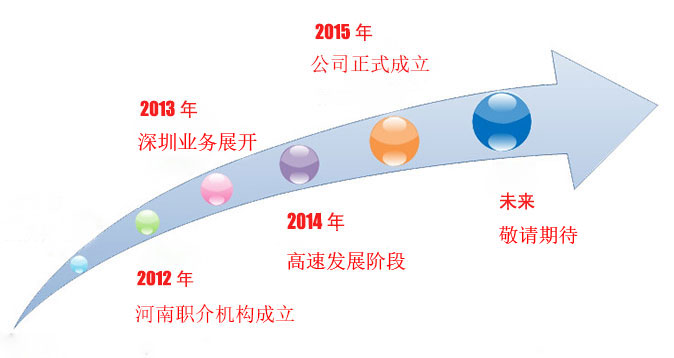 2015 年
公司正式成立
2013 年
深圳业务展开
未来
敬请期待
2014 年
高速发展阶段
2012 年
河南职介机构成立